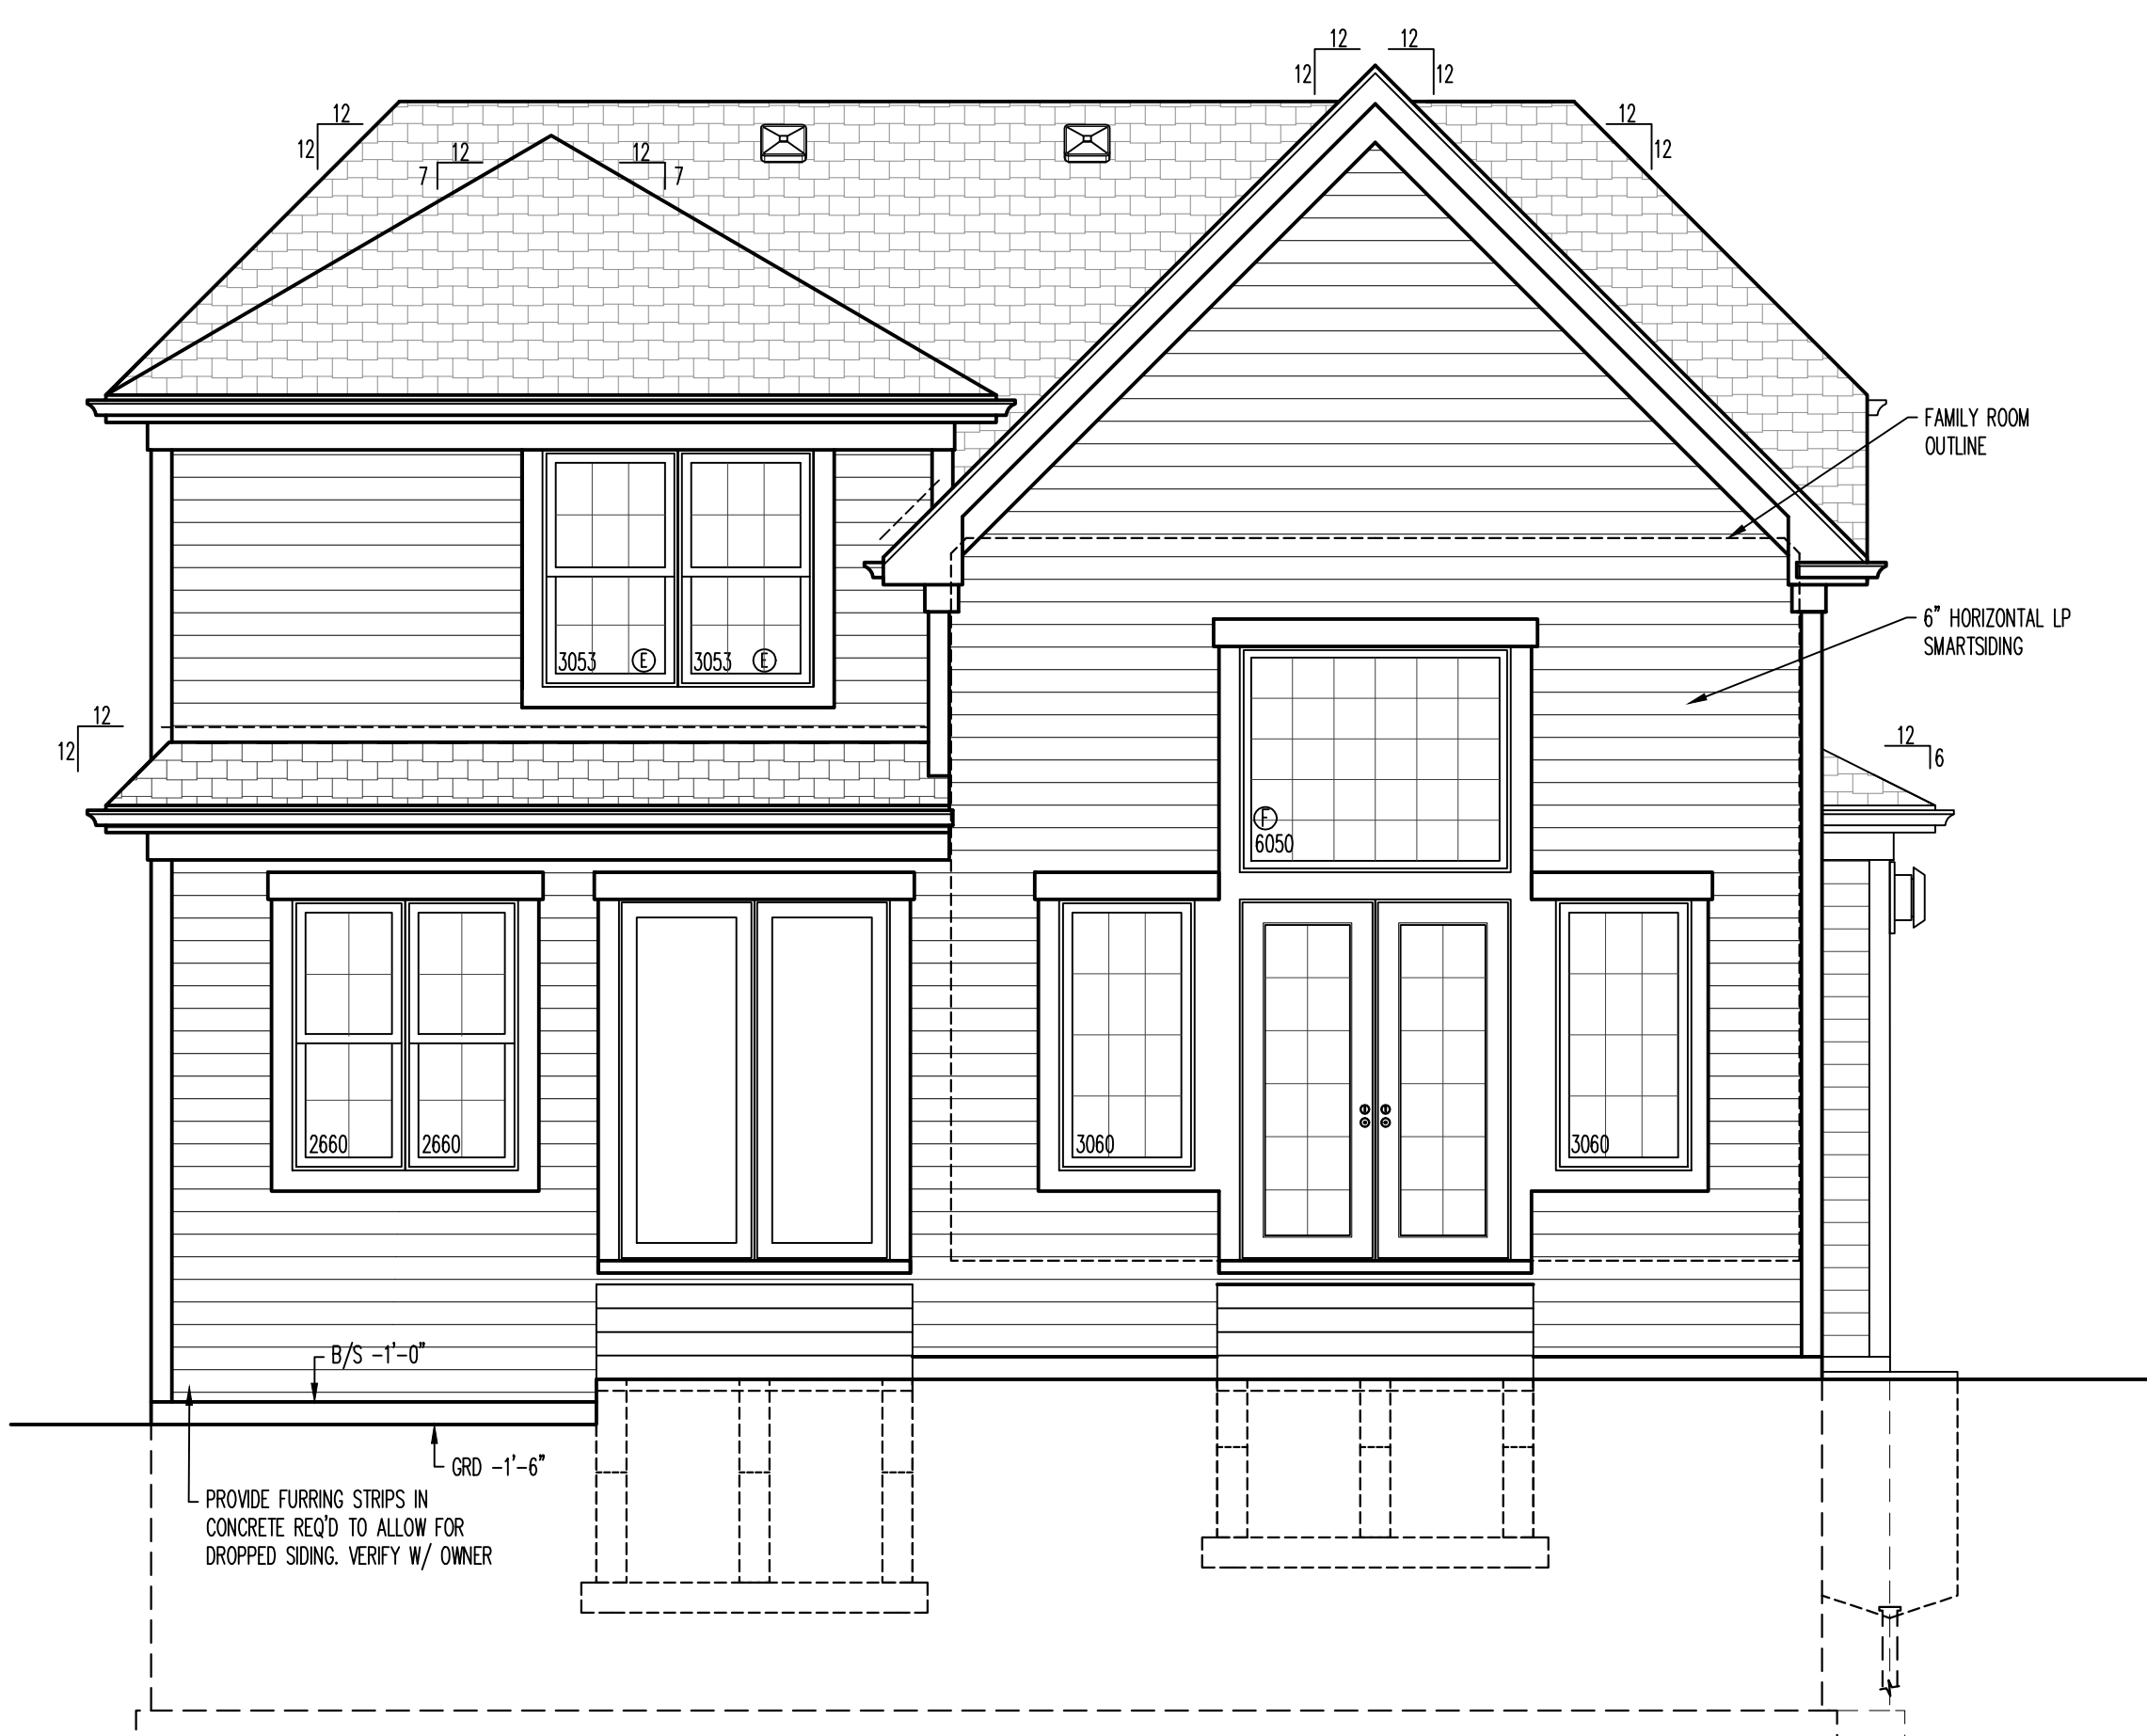 12
12
12
12
12
12
12
12
12
7
12
7
FAMILY ROOM
OUTLINE
6" HORIZONTAL LP
SMARTSIDING
3053 E
3053 E
12
12
12
6
F
6050
2660
2660
3060
3060
B/S -1'-0"
GRD -1'-6"
PROVIDE FURRING STRIPS IN
CONCRETE REQ'D TO ALLOW FOR
DROPPED SIDING. VERIFY W/ OWNER